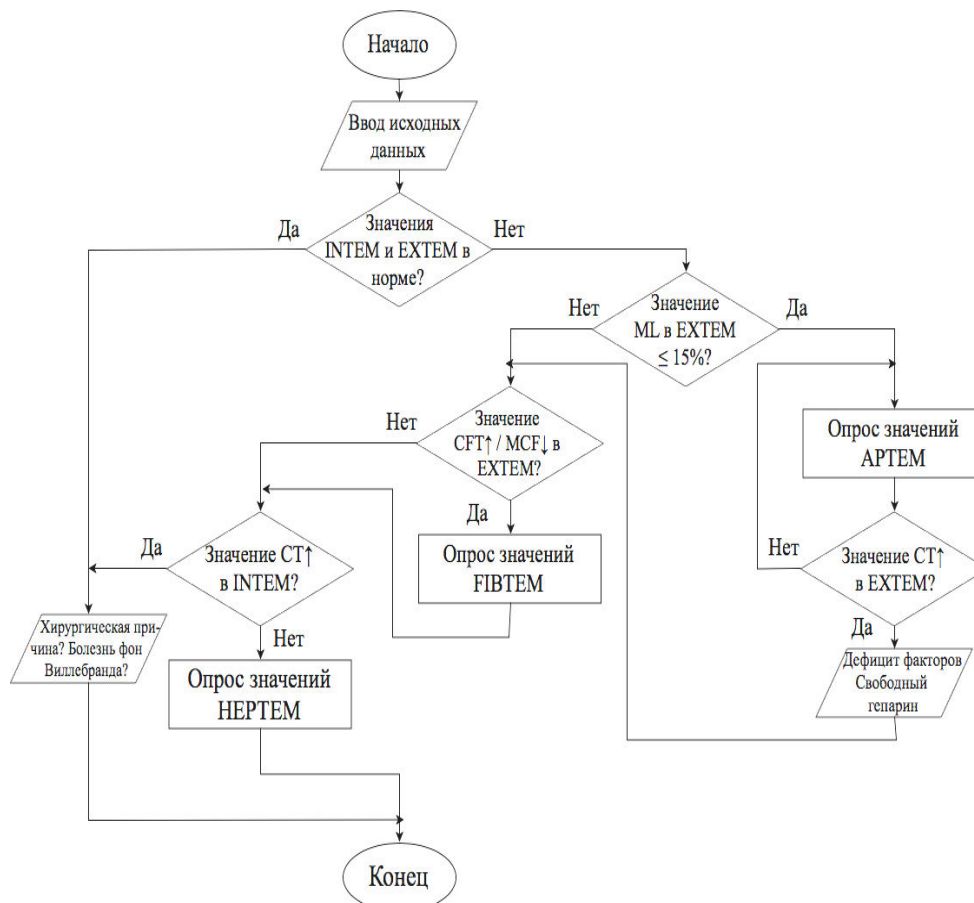 Начало
Ввод исходных
данных
Да
Значения
INTEM и EXTEM в
норме?
Нет
Нет
Значение
ML в EXTEM
≤ 15%?
Да
Нет
Значение
CFT↑ / MCF↓ в
EXTEM?
Да
Опрос значений
APTEM
Да
Значение CT↑
в INTEM?
Нет
Опрос значений
FIBTEM
Нет
Значение CT↑
в EXTEM?
Да
Хирургическая при-
чина? Болезнь фон
Виллебранда?
Опрос значений
HEPTEM
Дефицит факторов
Свободный
гепарин
Конец